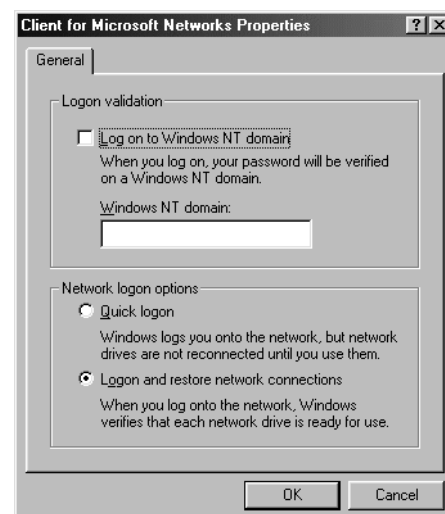 Client for Microsoft Networks Properties
General
Logon validation
Log on to Windows NT domain
When you log on, your password will be verified
on a Windows NT domain.
Windows NT domain:
Network logon options
Quick logon
Windows logs you onto the network, but network
drives are not reconnected until you use them.
Logon and restore network connections
When you log onto the network, Windows
verifies that each network drive is ready for use.
OK
Cancel